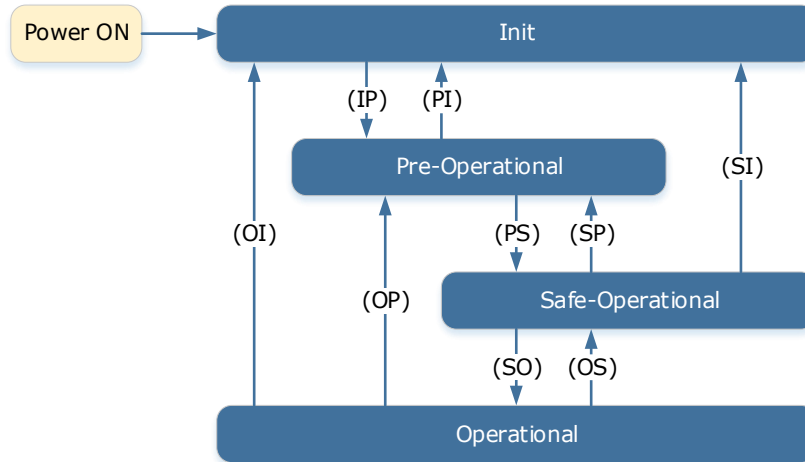 Power ON
Init
(IP)
(PI)
Pre-Operational
(SI)
(OI)
(PS)
(SP)
(OP)
Safe-Operational
(SO)
(OS)
Operational